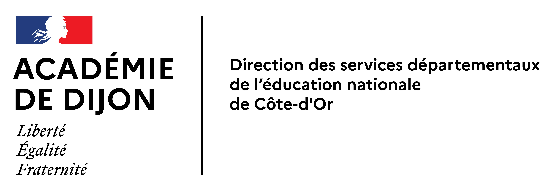 ACADÉMIE
DE DIJON
Liberté
Égalité
Fraternité
Direction des services départementaux
de l'éducation nationale
de Côte-d'Or